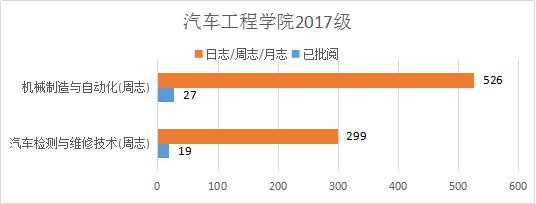 汽车工程学院2017级
日志/周志/月志 已批阅
机械制造与自动化(周志)
526
27
汽车检测与维修技术(周志)
299
19
0 100 200 300 400 500 600